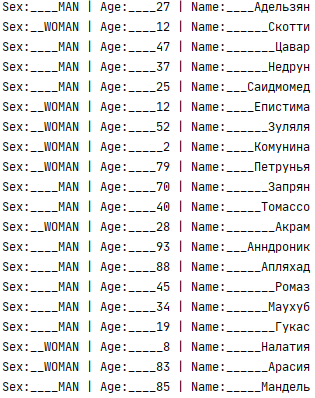 Sex:____MAN | Age:____27 | Name:____Адельзян
Sex:__WOMAN | Age:____12 | Name:______Скотти
Sex:____MAN | Age:____47 | Name:_______Цавар
Sex:____MAN | Age:____37 | Name:______Недрун
Sex:____MAN | Age:____25 | Name:___Саидмомед
Sex:__WOMAN | Age:____12 | Name:____Епистима
Sex:__WOMAN | Age:____52 | Name:______Зуляля
Sex:__WOMAN | Age:_____2 | Name:____Комунина
Sex:__WOMAN | Age:____79 | Name:____Петрунья
Sex:____MAN | Age:____70 | Name:______Запрян
Sex:____MAN | Age:____40 | Name:_____Томассо
Sex:__WOMAN | Age:____28 | Name:_______Акрам
Sex:____MAN | Age:____93 | Name:___Анндроник
Sex:____MAN | Age:____88 | Name:_____Апляхад
Sex:____MAN | Age:____45 | Name:_______Ромаз
Sex:____MAN | Age:____34 | Name:______Маухуб
Sex:____MAN | Age:____19 | Name:_______Гукас
Sex:__WOMAN | Age:_____8 | Name:_____Налатия
Sex:__WOMAN | Age:____83 | Name:______Арасия
Sex:____MAN | Age:____85 | Name:_____Мандель